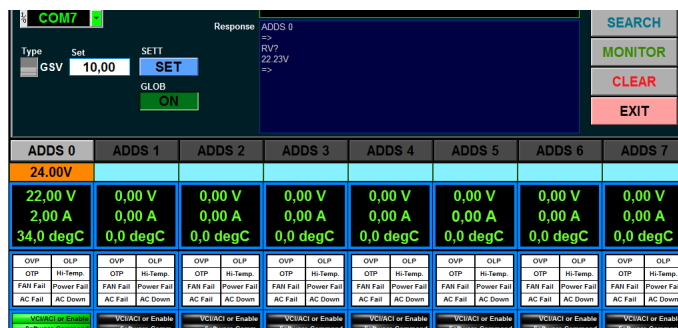 COM7
Response
ADDS 0
=>
RV?
22.23V
=>
SEARCH
MONITOR
CLEAR
EXIT
Type
Set
SETT
GSV
10,00
SET
GLOB
ON
ADDS 0 ADDS 1 ADDS 2 ADDS 3 ADDS 4 ADDS 5 ADDS 6 ADDS 7
24.00V
22,00 V 0,00 V 0,00 V 0,00 V 0,00 V 0,00 V 0,00 V 0,00 V
2,00 A 0,00 A 0,00 A 0,00 A 0,00 A 0,00 A 0,00 A 0,00 A
34,0 degC 0,0 degC 0,0 degC 0,0 degC 0,0 degC 0,0 degC 0,0 degC 0,0 degC
OVP OLP OVP OLP OVP OLP OVP OLP OVP OLP OVP OLP OVP OLP OVP OLP
OTP Hi-Temp. OTP Hi-Temp. OTP Hi-Temp. OTP Hi-Temp. OTP Hi-Temp. OTP Hi-Temp. OTP Hi-Temp. OTP Hi-Temp.
FAN Fail Power Fail FAN Fail Power Fail FAN Fail Power Fail FAN Fail Power Fail FAN Fail Power Fail FAN Fail Power Fail FAN Fail Power Fail FAN Fail Power Fail
AC Fail AC Down AC Fail AC Down AC Fail AC Down AC Fail AC Down AC Fail AC Down AC Fail AC Down AC Fail AC Down AC Fail AC Down
VCI/ACI or Enable VCI/ACI or Enable VCI/ACI or Enable VCI/ACI or Enable VCI/ACI or Enable VCI/ACI or Enable VCI/ACI or Enable VCI/ACI or Enable